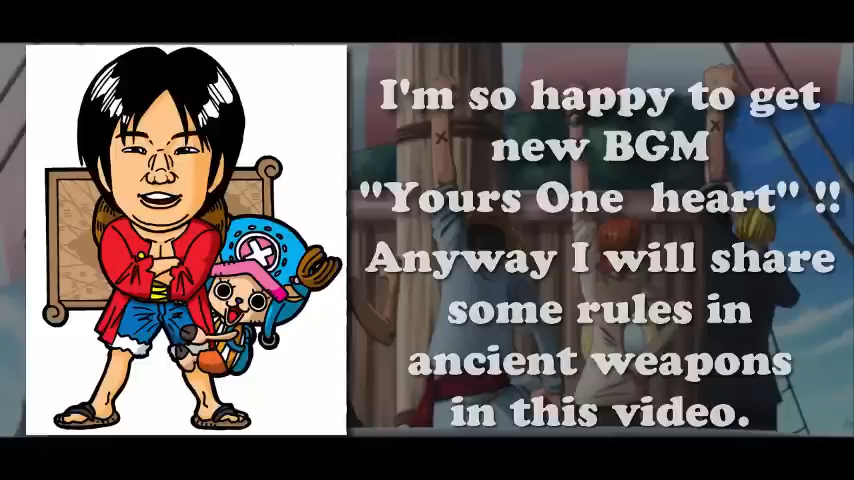 I'm so happy to get
new BGM
"Yours One heart" !!
Anyway I will share
some rules in
ancient weapons
in this video.